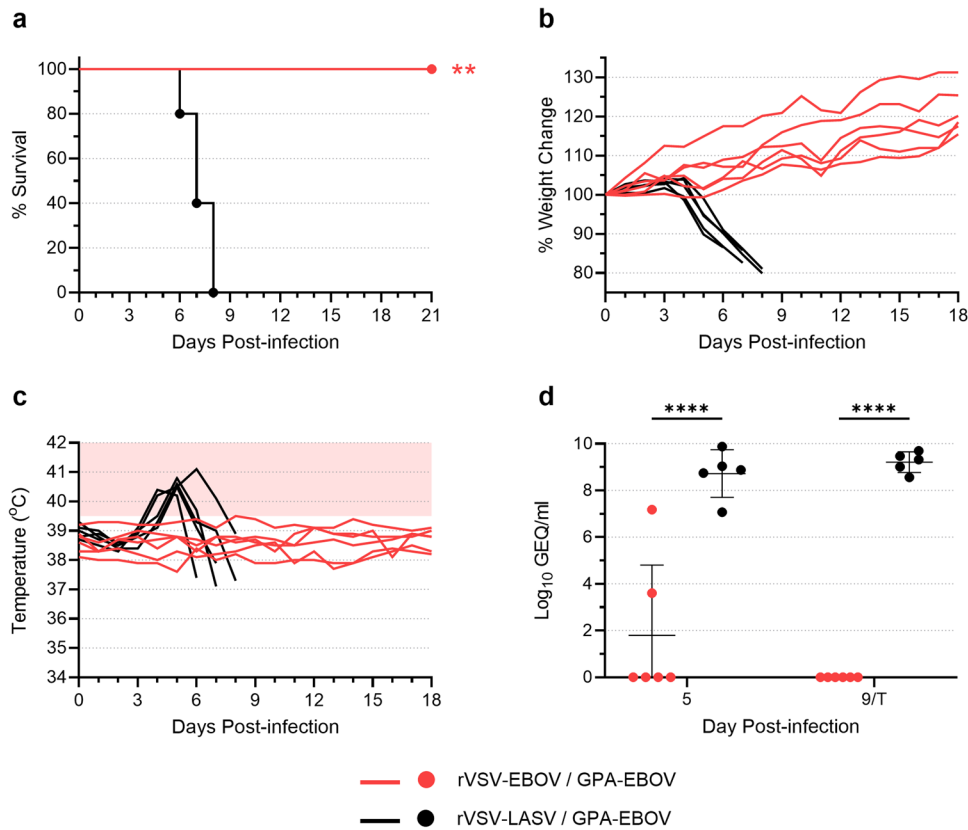 a
100
80
60
40
20
0
% Survival
**
0 3 6 9 12 15 18 21
Days Post-infection
b
130
120
110
100
90
80
% Weight Change
0 3 6 9 12 15 18
Days Post-infection
c
42
41
40
39
38
37
36
35
34
Temperature (°C)
0 3 6 9 12 15 18
Days Post-infection
d
**** ****
10
8
6
4
2
0
Log10 GEQ/ml
5 9/T
Day Post-infection
rVSV-EBOV / GPA-EBOV
rVSV-LASV / GPA-EBOV